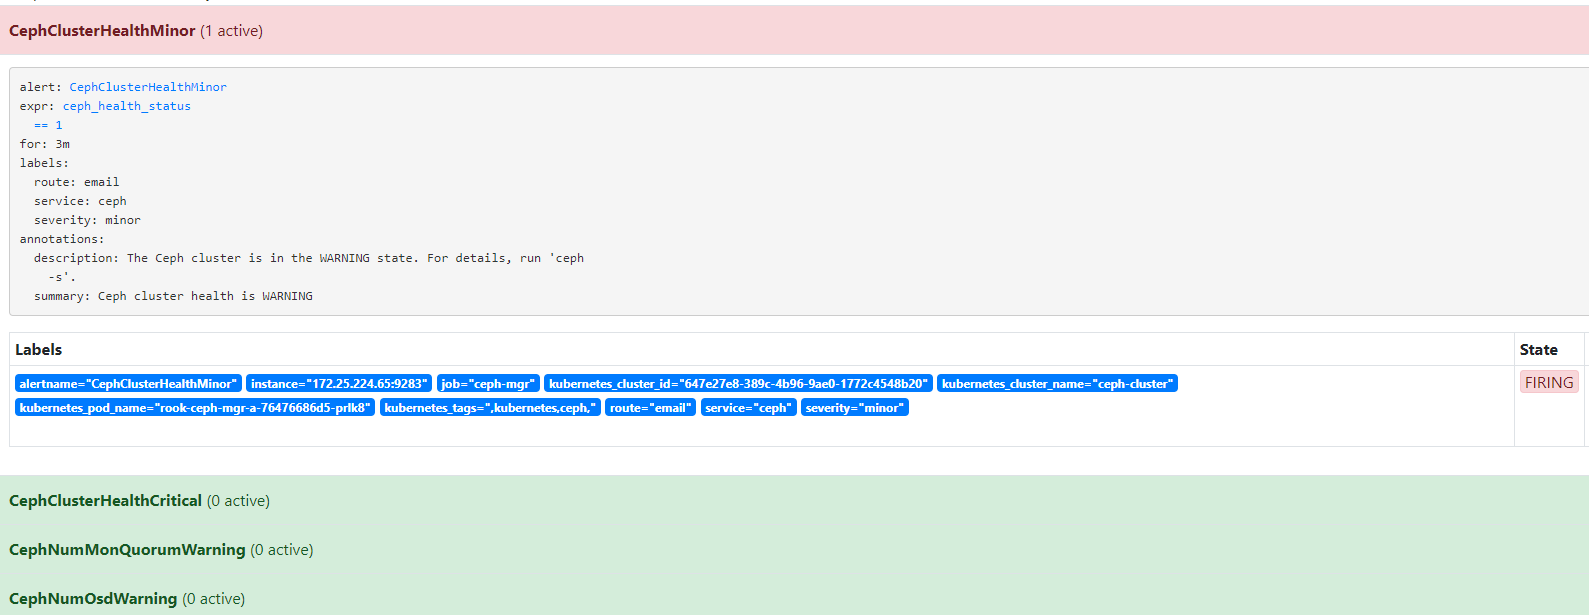 CephClusterHealthMinor (1 active)
alert: CephClusterHealthMinor
expr: ceph_health_status
== 1
for: 3m
labels:
route: email
service: ceph
severity: minor
annotations:
description: The Ceph cluster is in the WARNING state. For details, run 'ceph
-s'.
summary: Ceph cluster health is WARNING
Labels State
alertname="CephClusterHealthMinor" instance="172.25.224.65:9283" job="ceph-mgr" kubernetes_cluster_id="647e27e8-389c-4b96-9ae0-1772c4548b20" kubernetes_cluster_name="ceph-cluster" FIRING
kubernetes_pod_name="rook-ceph-mgr-a-76476686d5-prlk8" kubernetes_tags=",kubernetes,ceph," route="email" service="ceph" severity="minor"
CephClusterHealthCritical (0 active)
CephNumMonQuorumWarning (0 active)
CephNumOsdWarning (0 active)